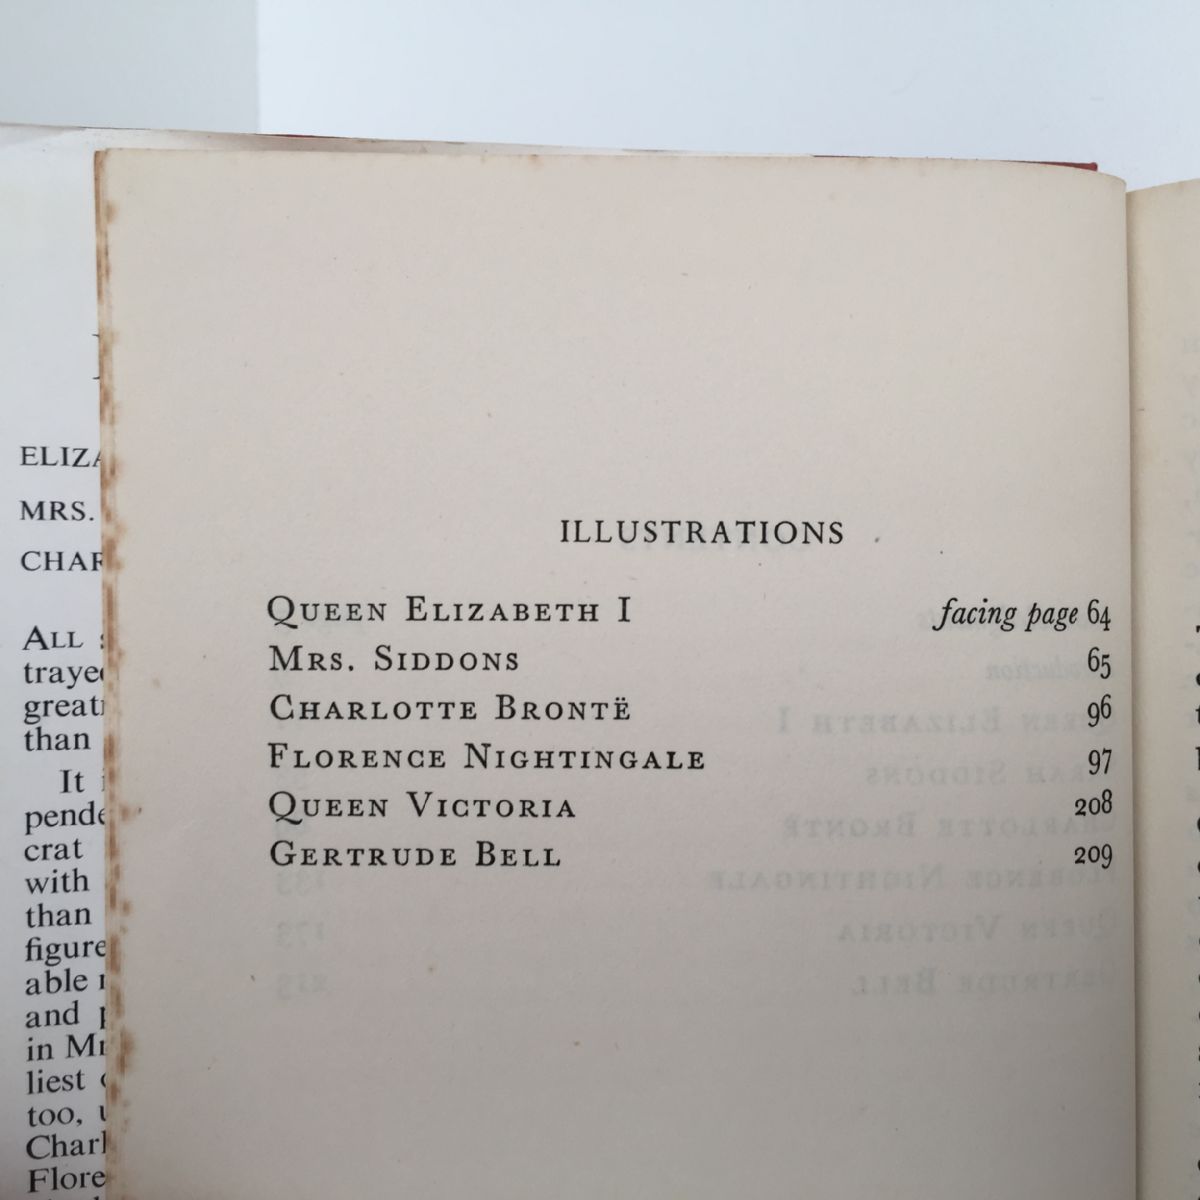 ELIZA
MRS.
CHAR
ALL
traye
great
than
It
pende
crat
with
than
figure
able
and
in Mr
liest
too,
Charl
Flore
ILLUSTRATIONS
QUEEN ELIZABETH I facing page 64
MRS. SIDDONS 65
CHARLOTTE BRONTË 96
FLORENCE NIGHTINGALE 97
QUEEN VICTORIA 208
GERTRUDE BELL 209